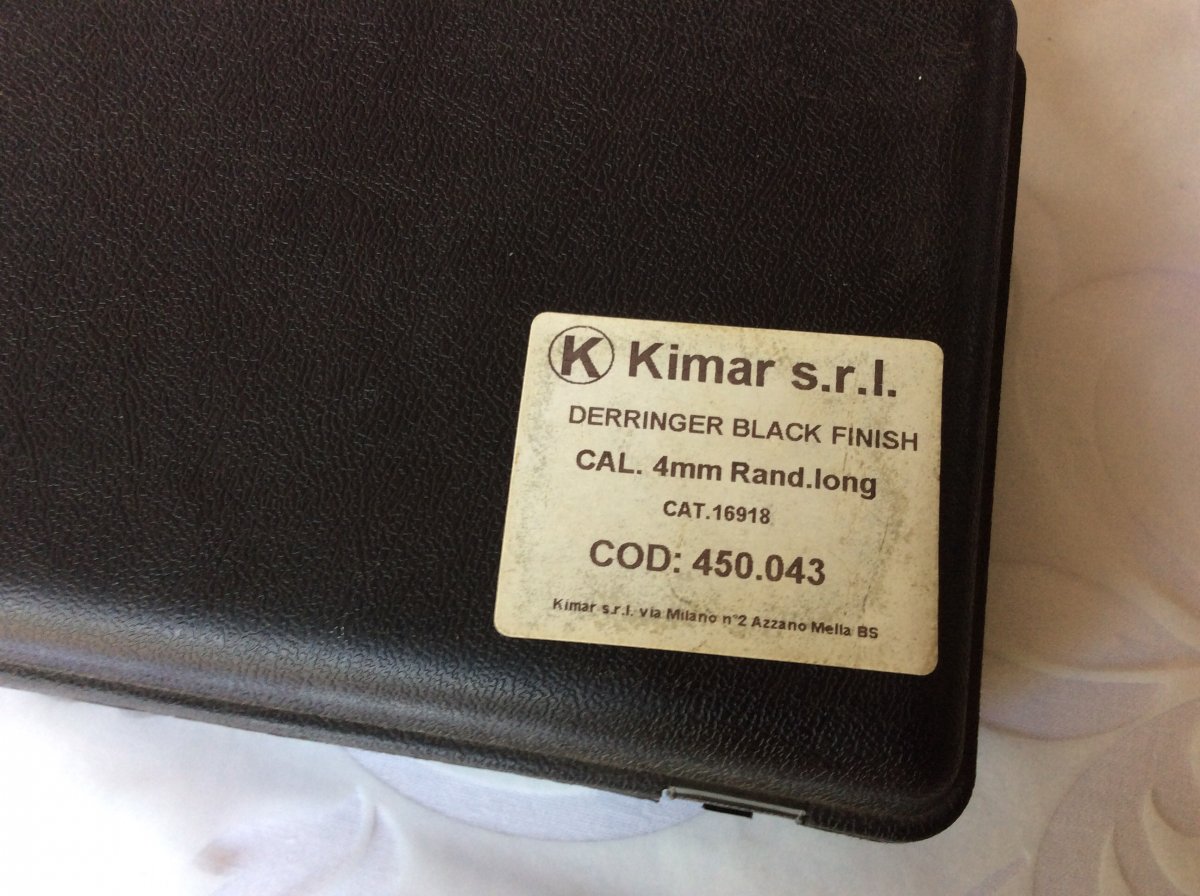 K Kimar s.r.l.
DERRINGER BLACK FINISH
CAL. 4mm Rand.long
CAT.16918
COD: 450.043
Kimar s.r.l. via Milano n°2 Azzano Mella BS